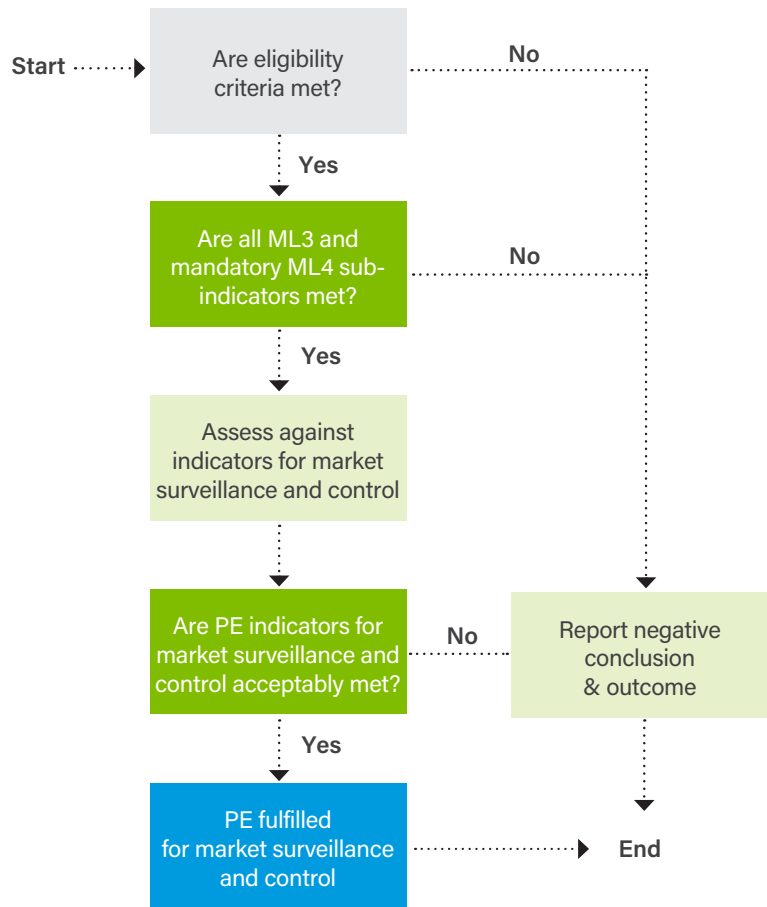 Start
Are eligibility
criteria met?
No
Yes
Are all ML3 and
mandatory ML4 sub-
indicators met?
No
Yes
Assess against
indicators for market
surveillance and control
Are PE indicators for
market surveillance and
control acceptably met?
No
Report negative
conclusion
& outcome
Yes
PE fulfilled
for market surveillance
and control
End